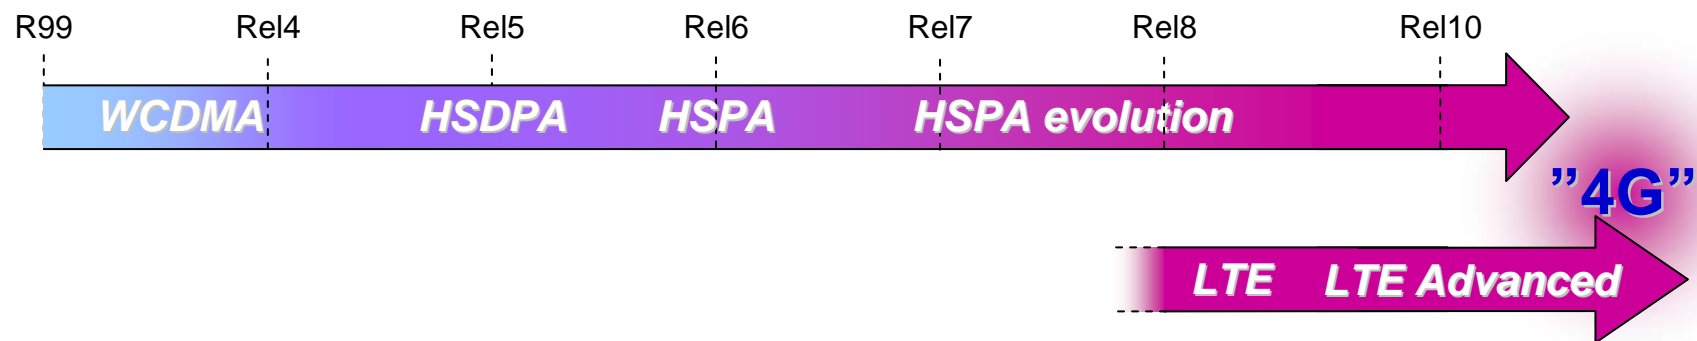 R99 Rel4 Rel5 Rel6 Rel7 Rel8 Rel10
WCDMA HSDPA HSPA HSPA evolution
”4G”
LTE LTE Advanced